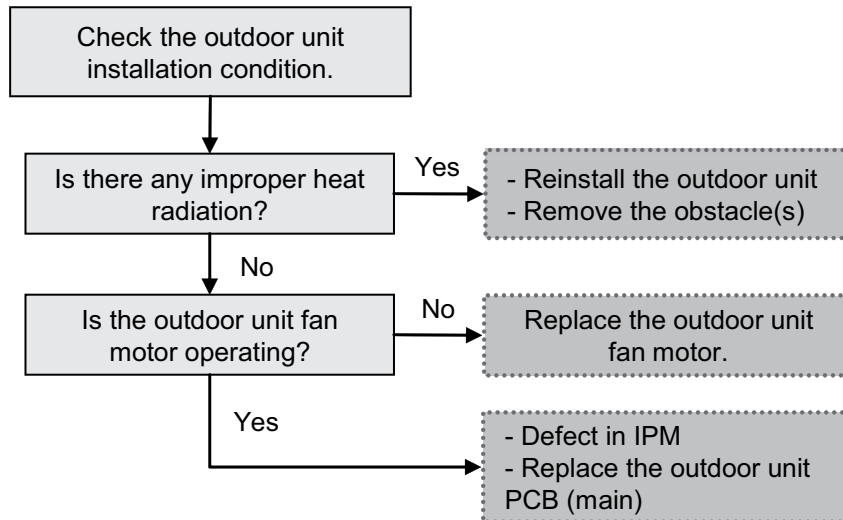 Check the outdoor unit
installation condition.
Is there any improper heat
radiation?
Yes
- Reinstall the outdoor unit
- Remove the obstacle(s)
No
Is the outdoor unit fan
motor operating?
No
Replace the outdoor unit
fan motor.
Yes
- Defect in IPM
- Replace the outdoor unit
PCB (main)